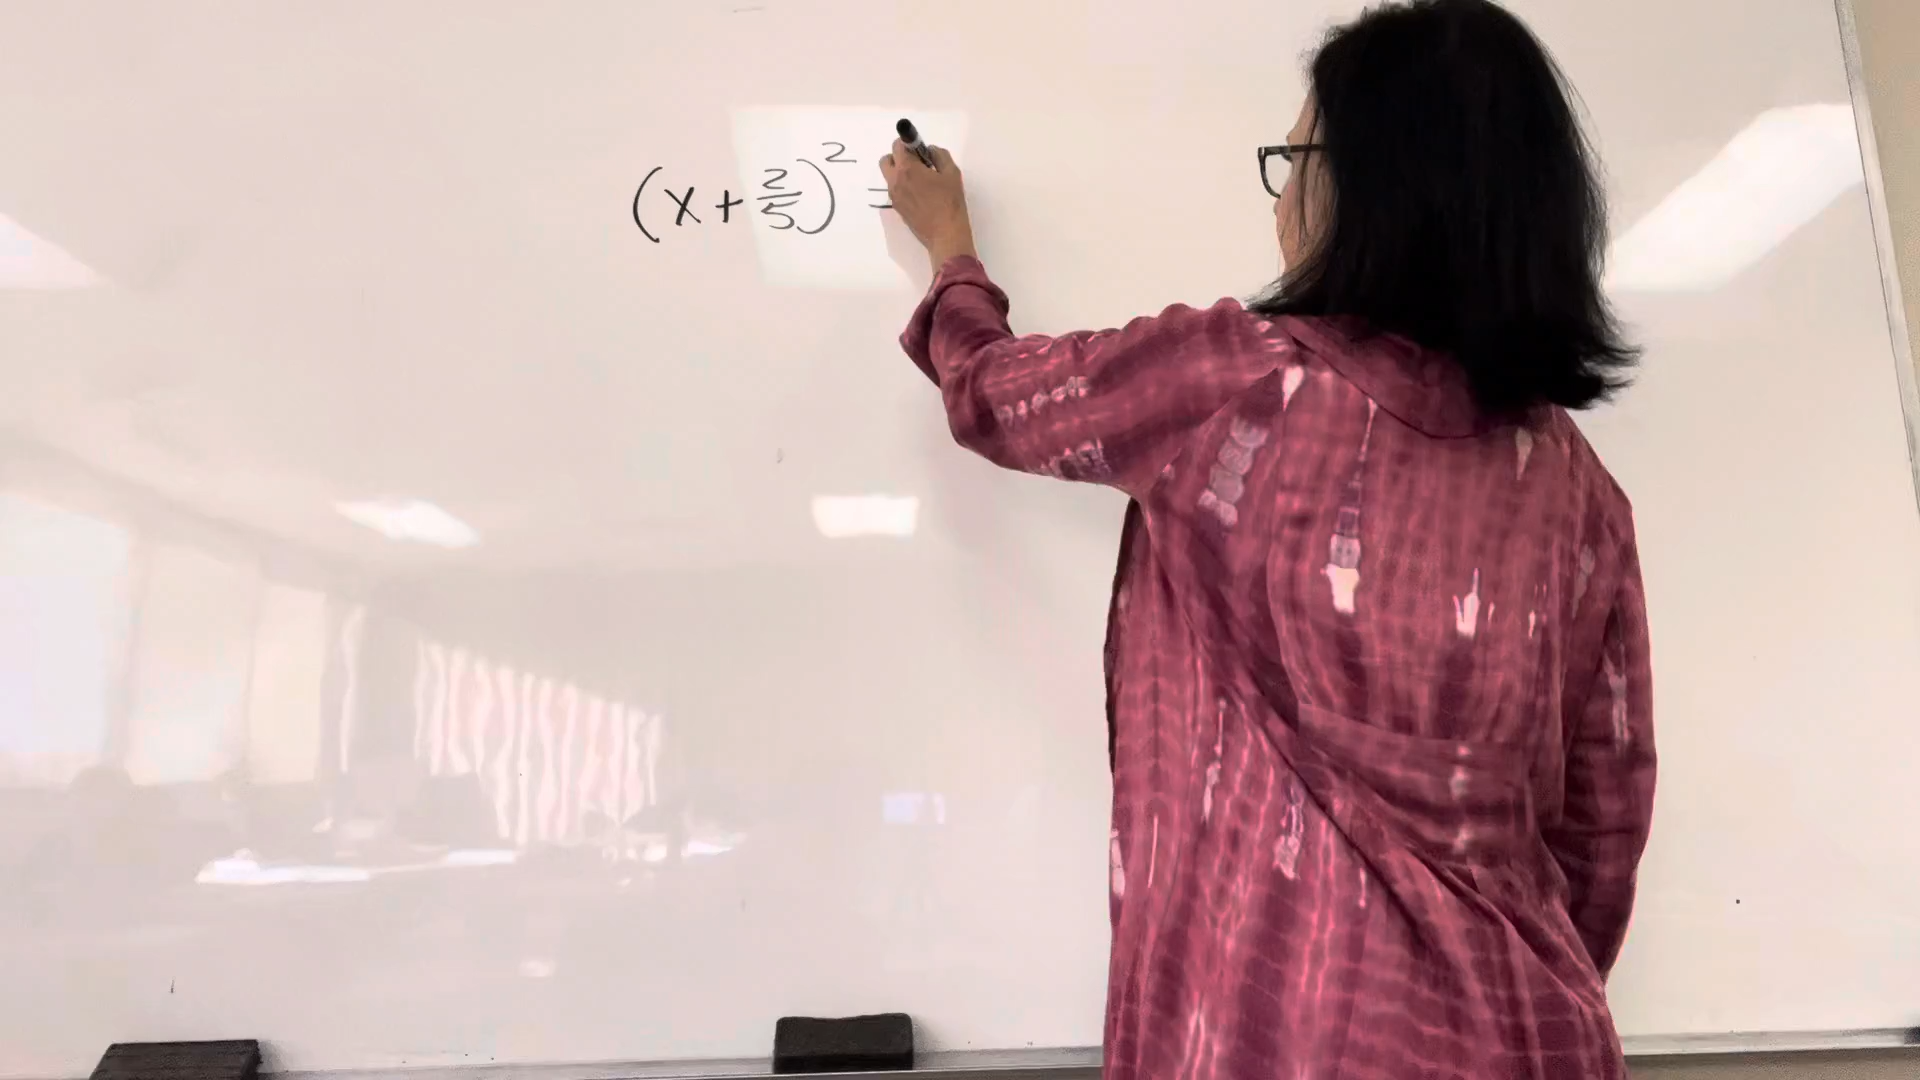 (x + 2/5)² =